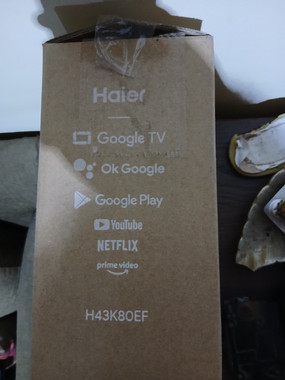 Haier
Google TV
Ok Google
Google Play
YouTube
NETFLIX
prime video
H43K80EF